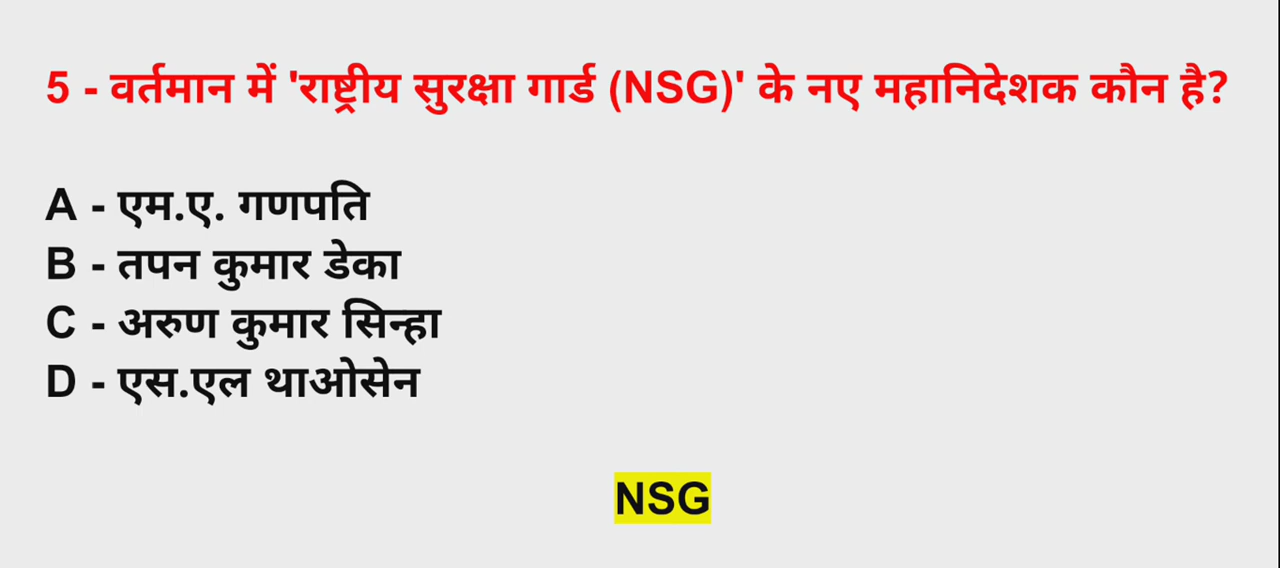 5 - वर्तमान में 'राष्ट्रीय सुरक्षा गार्ड (NSG)' के नए महानिदेशक कौन है?
A - एम.ए. गणपति
B - तपन कुमार डेका
C - अरुण कुमार सिन्हा
D - एस.एल थाओसेन
NSG